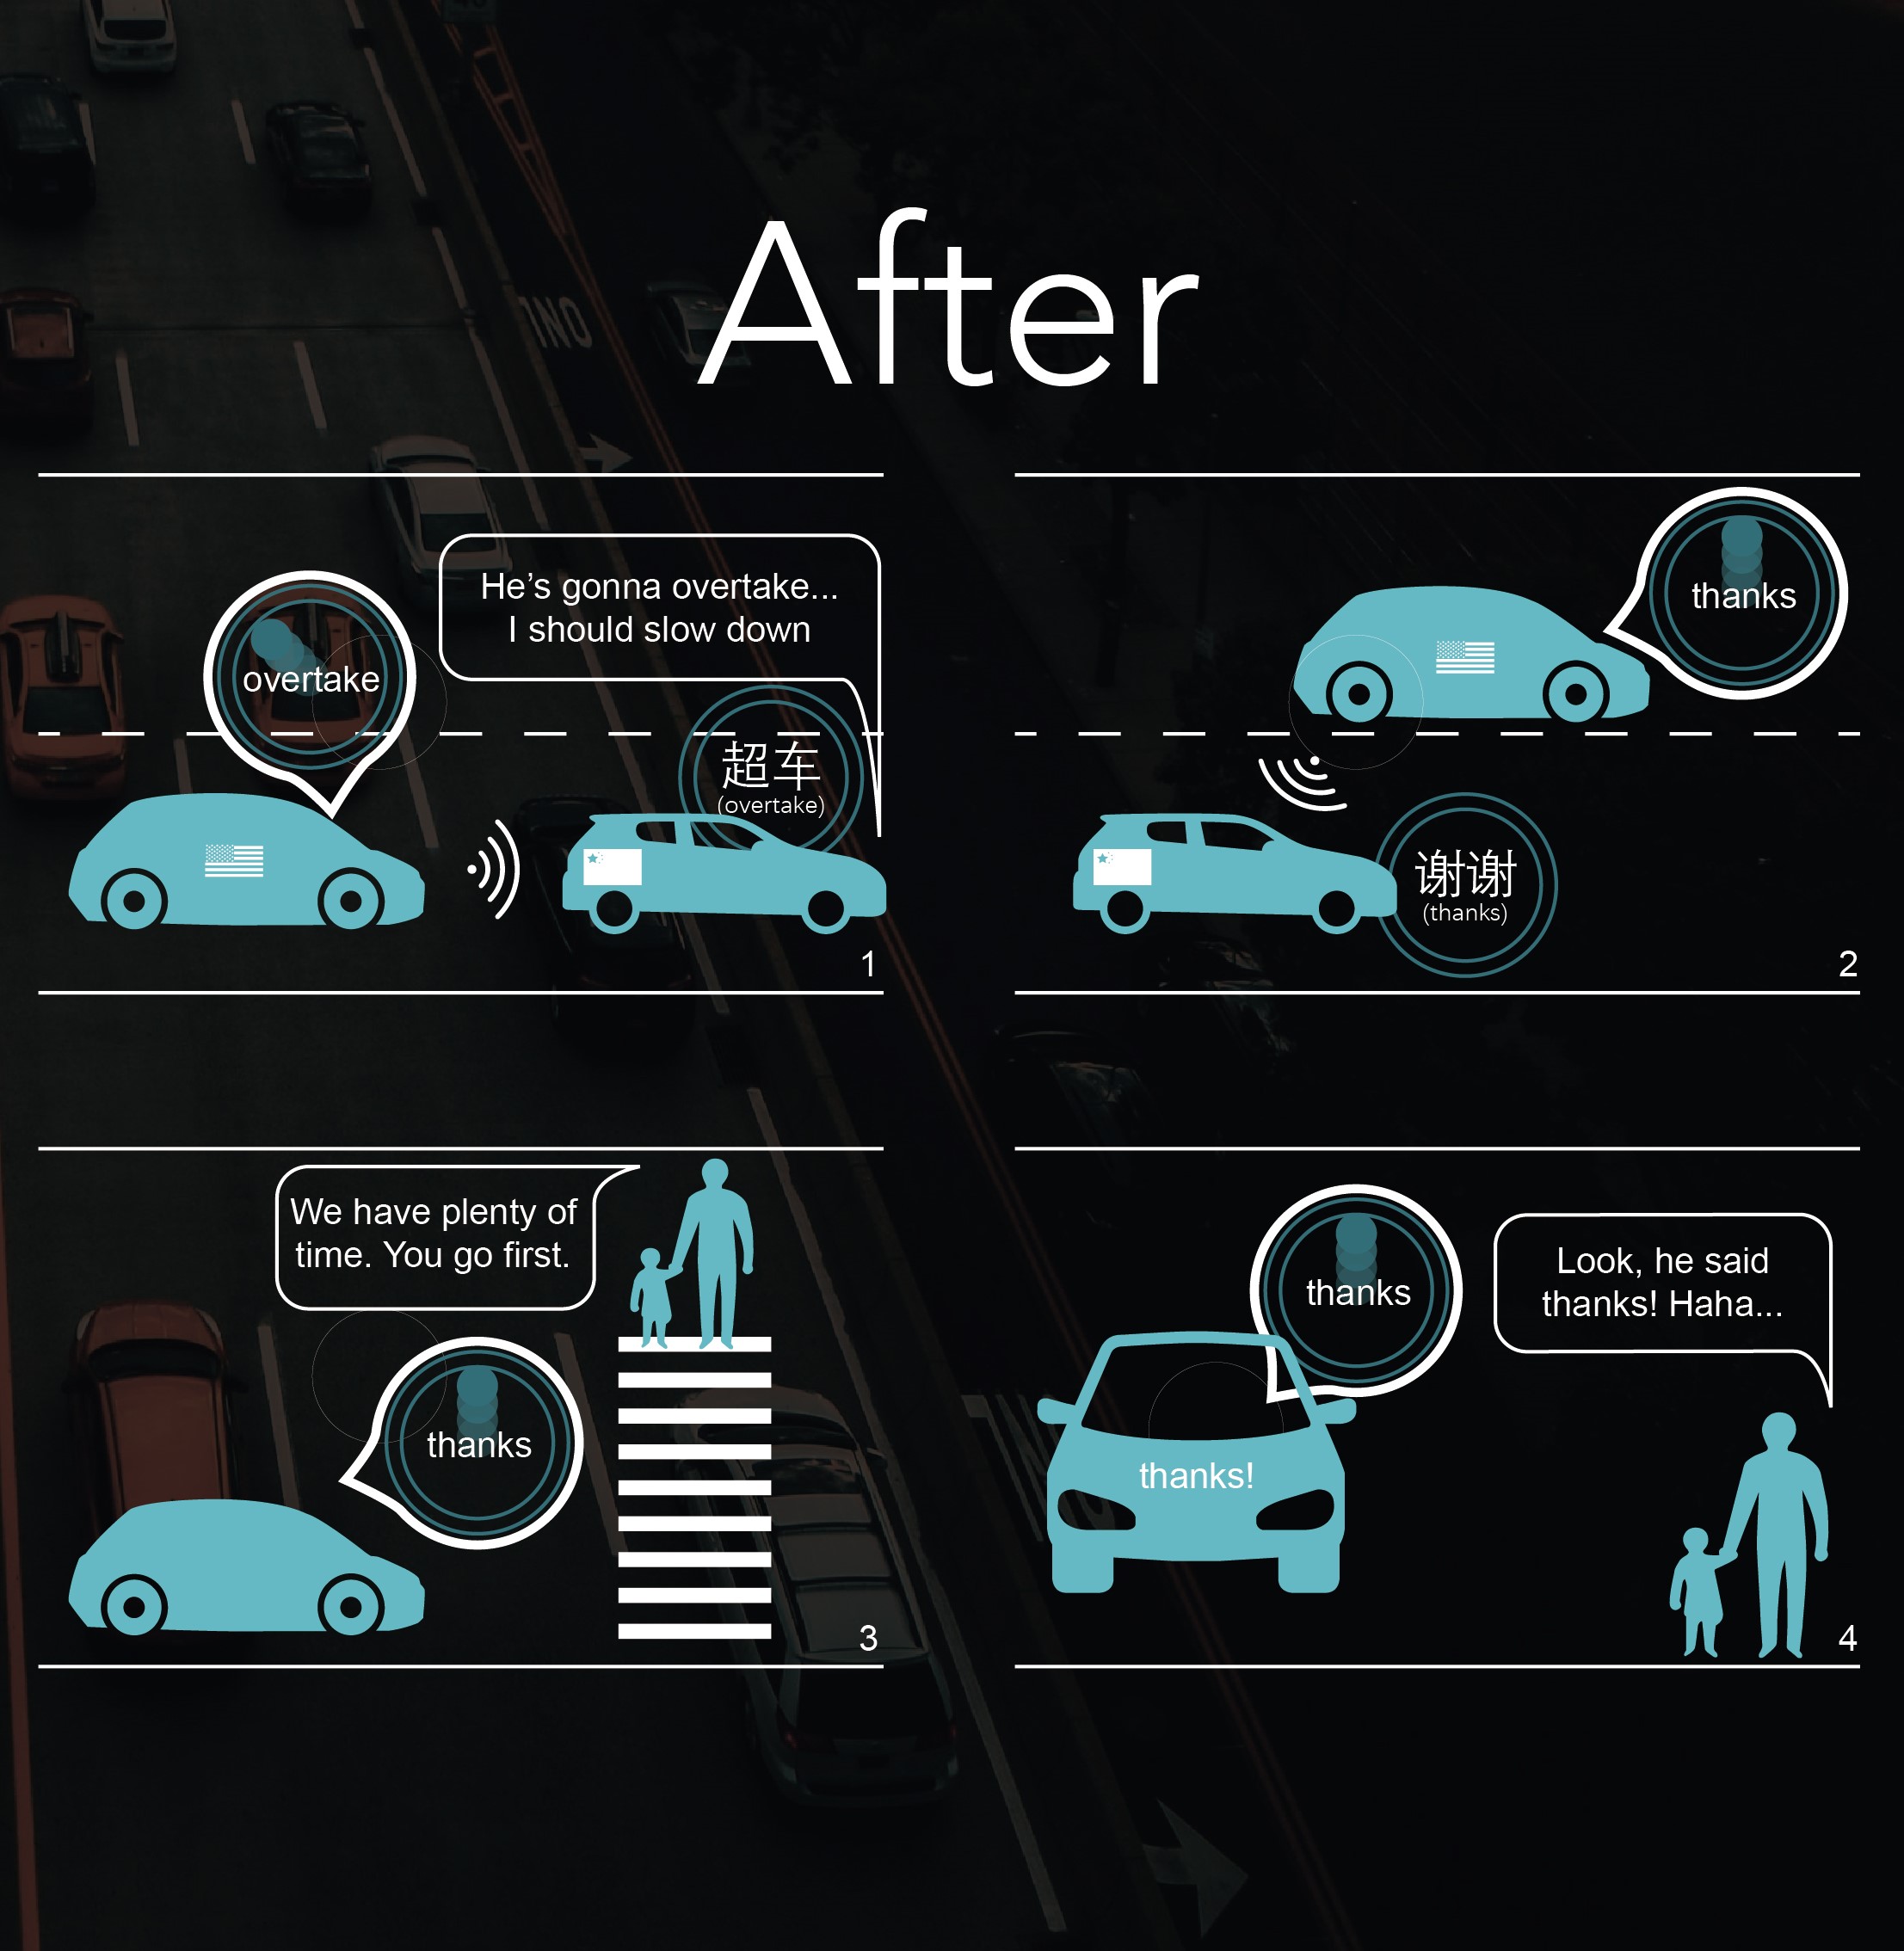 After
He's gonna overtake...
I should slow down
overtake
超车
(overtake)
1
thanks
谢谢
(thanks)
2
We have plenty of
time. You go first.
thanks
3
thanks
Look, he said
thanks! Haha...
thanks!
4